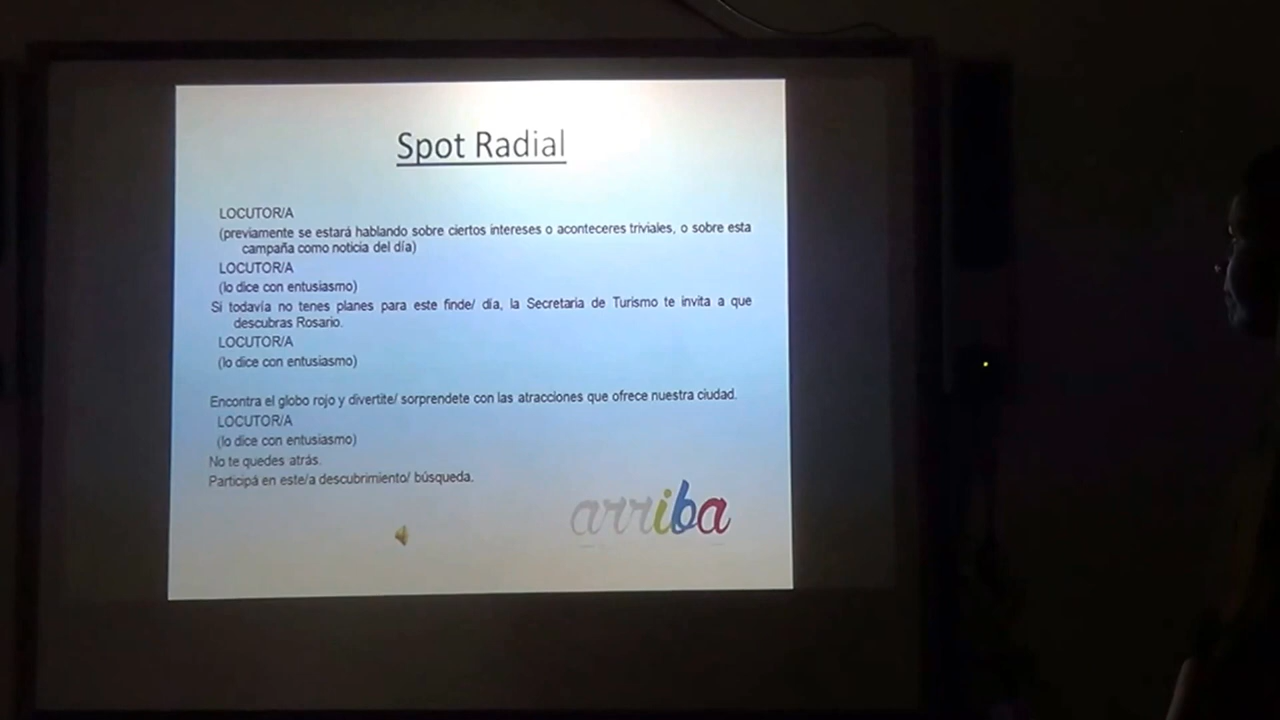 Spot Radial
LOCUTOR/A
(previamente se estará hablando sobre ciertos intereses o aconteceres triviales, o sobre esta
campaña como noticia del día)
LOCUTOR/A
(lo dice con entusiasmo)
Si todavía no tenes planes para este finde/ día, la Secretaria de Turismo te invita a que
descubras Rosario.
LOCUTOR/A
(lo dice con entusiasmo)
Encontra el globo rojo y divertite/ sorprendete con las atracciones que ofrece nuestra ciudad.
LOCUTOR/A
(lo dice con entusiasmo)
No te quedes atrás.
Participá en este/a descubrimiento/ búsqueda.
arriba